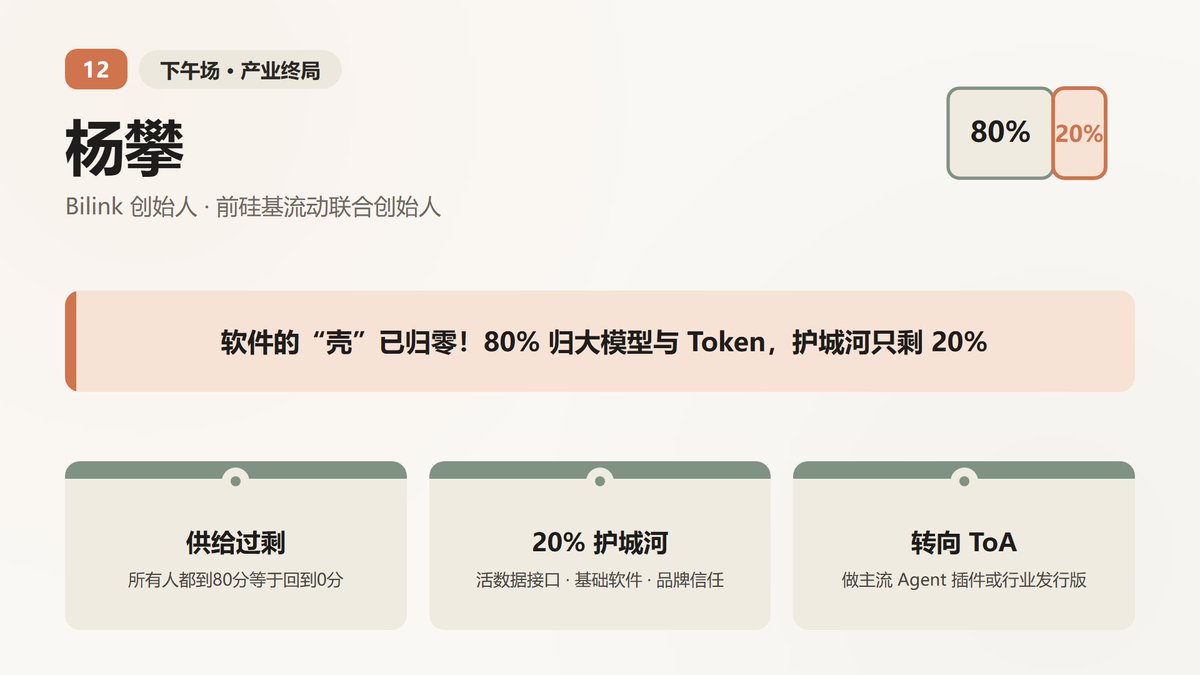 12
下午场 · 产业终局
杨攀
Bilink 创始人 · 前硅基流动联合创始人
80%
20%
软件的“壳”已归零！80% 归大模型与 Token，护城河只剩 20%
供给过剩
所有人都到80分等于回到0分
20% 护城河
活数据接口 · 基础软件 · 品牌信任
转向 ToA
做主流 Agent 插件或行业发行版